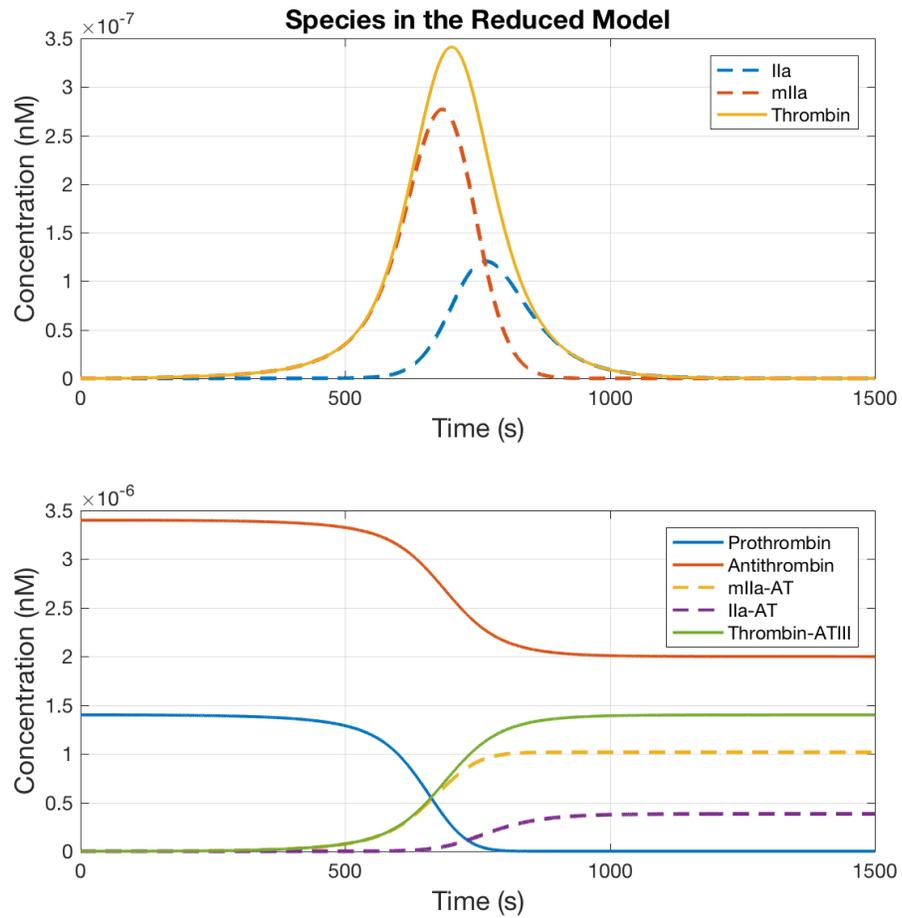 Species in the Reduced Model
×10-7
3.5
3
2.5
2
1.5
1
0.5
0
Concentration (nM)
IIa
mIIa
Thrombin
0
500
1000
1500
Time (s)
×10-6
3.5
3
2.5
2
1.5
1
0.5
0
Concentration (nM)
Prothrombin
Antithrombin
mIIa-AT
IIa-AT
Thrombin-ATIII
0
500
1000
1500
Time (s)